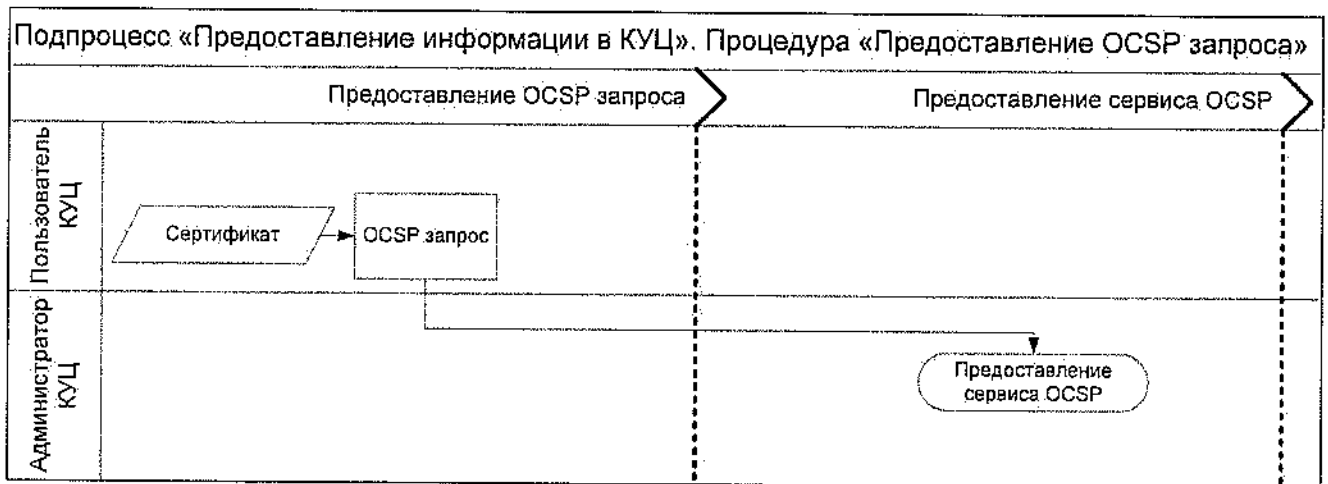 Подпроцесс «Предоставление информации в КУЦ». Процедура «Предоставление OCSP запроса»
Предоставление OCSP запроса
Предоставление сервиса OCSP
Пользователь
КУЦ
Сертификат
OCSP запрос
Администратор
КУЦ
Предоставление
сервиса OCSP